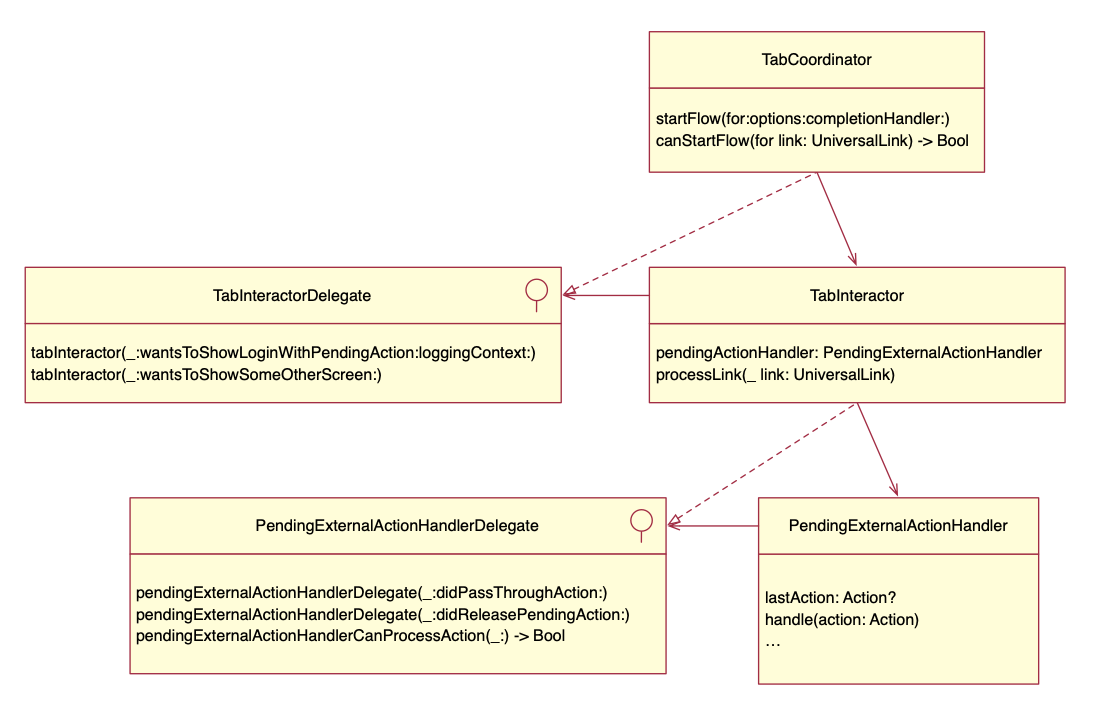 TabCoordinator
startFlow(for:options:completionHandler:)
canStartFlow(for link: UniversalLink) -> Bool
TabInteractorDelegate
tabInteractor(_:wantsToShowLoginWithPendingAction:loggingContext:)
tabInteractor(_:wantsToShowSomeOtherScreen:)
TabInteractor
pendingActionHandler: PendingExternalActionHandler
processLink(_ link: UniversalLink)
PendingExternalActionHandlerDelegate
pendingExternalActionHandlerDelegate(_:didPassThroughAction:)
pendingExternalActionHandlerDelegate(_:didReleasePendingAction:)
pendingExternalActionHandlerCanProcessAction(_:) -> Bool
PendingExternalActionHandler
lastAction: Action?
handle(action: Action)
…